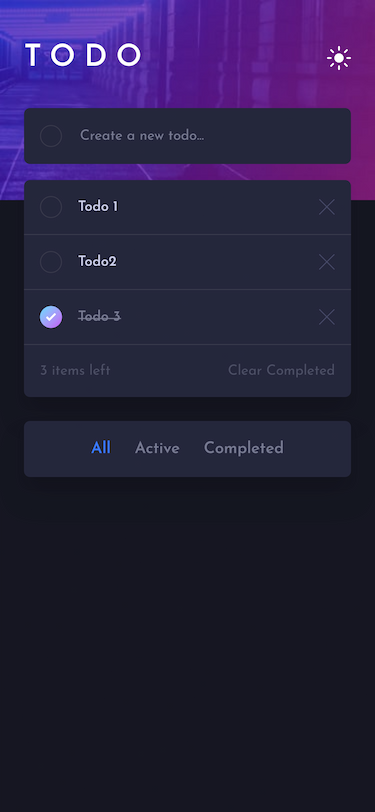 TODO
Create a new todo...
Todo 1
Todo2
Todo 3
3 items left Clear Completed
All Active Completed